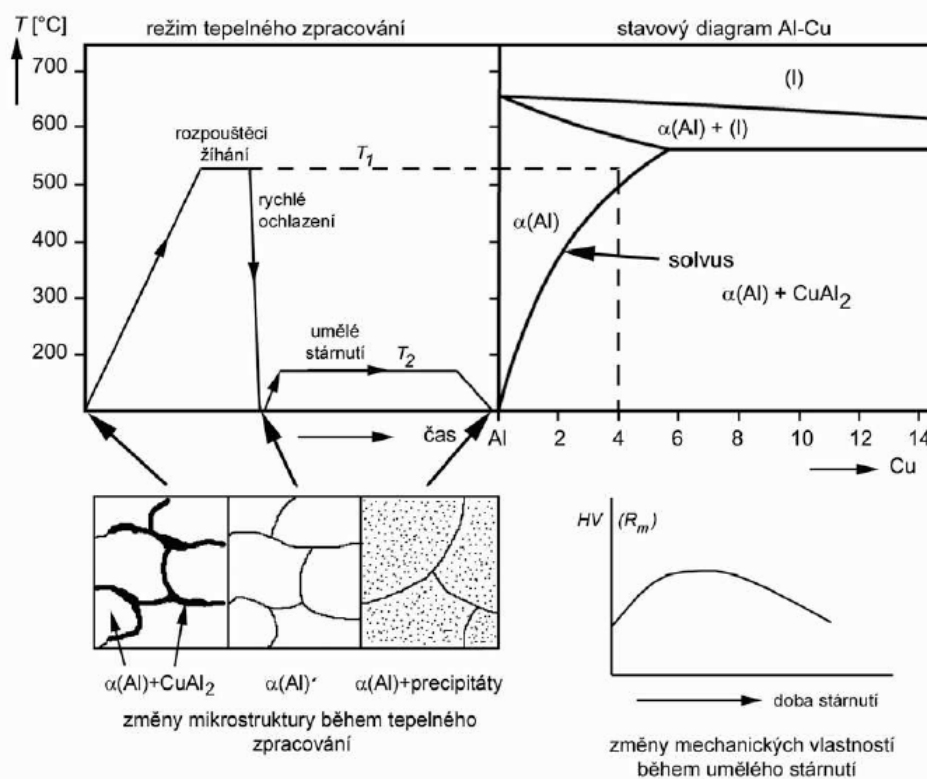 T [°C]
režim tepelného zpracování
stavový diagram Al-Cu
700
600
500
400
300
200
rozpouštěcí
žíhání
T1
rychlé
ochlazení
umělé
stárnutí
T2
čas
(l)
α(Al) + (l)
α(Al)
solvus
α(Al) + CuAl2
Al
2
4
6
8
10
12
14
Cu
α(Al)+CuAl2
α(Al)´
α(Al)+precipitáty
změny mikrostruktury během tepelného
zpracování
HV
(Rm)
doba stárnutí
změny mechanických vlastností
během umělého stárnutí